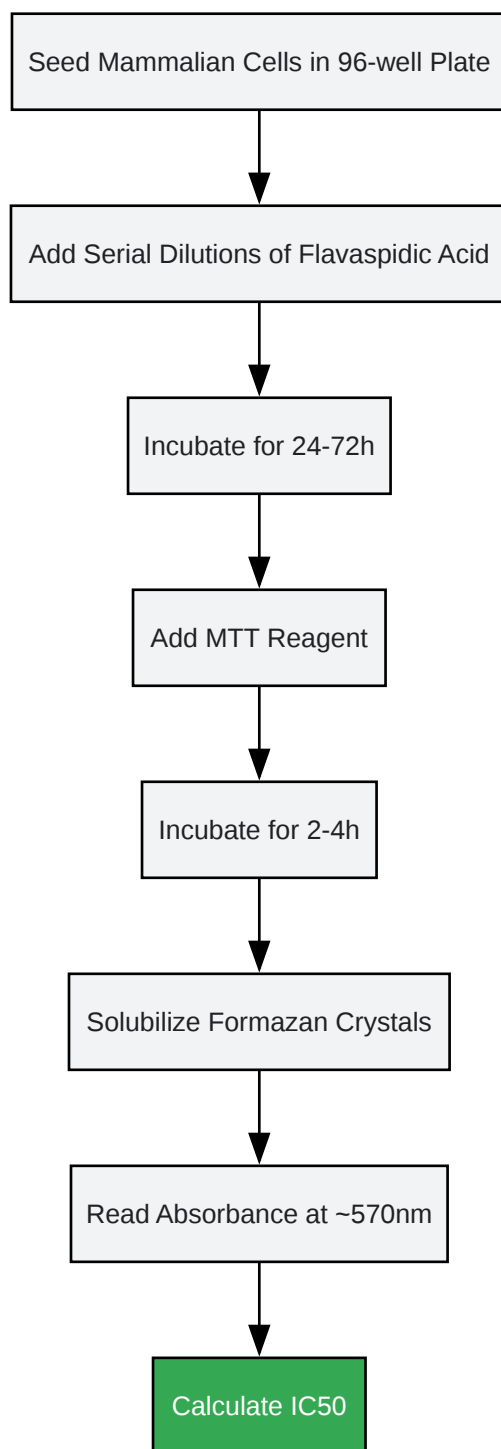 Seed Mammalian Cells in 96-well Plate
Add Serial Dilutions of Flavaspidic Acid
Incubate for 24-72h
Add MTT Reagent
Incubate for 2-4h
Solubilize Formazan Crystals
Read Absorbance at ~570nm
Calculate IC50